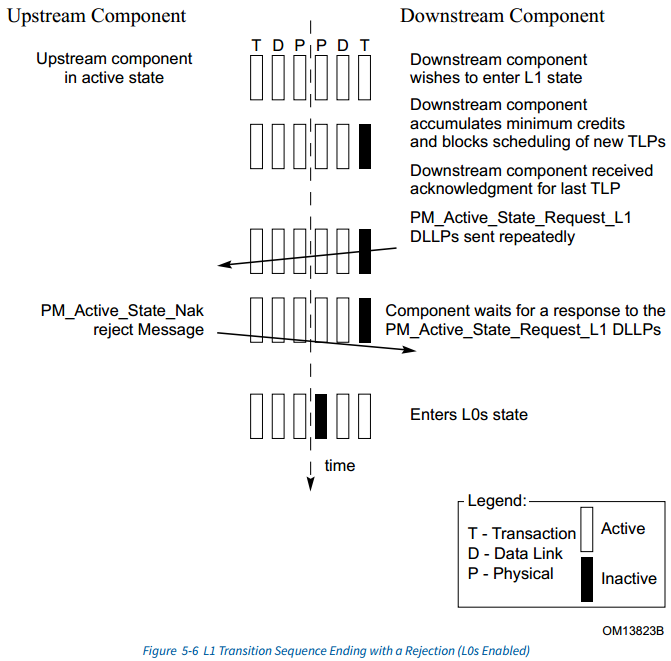 Upstream Component
Downstream Component
T D P P D T
Upstream component
in active state
Downstream component
wishes to enter L1 state
Downstream component
accumulates minimum credits
and blocks scheduling of new TLPs
Downstream component received
acknowledgment for last TLP
PM_Active_State_Request_L1
DLLPs sent repeatedly
PM_Active_State_Nak
reject Message
Component waits for a response to the
PM_Active_State_Request_L1 DLLPs
Enters L0s state
time
Legend:
T - Transaction
D - Data Link
P - Physical
Active
Inactive
OM13823B
Figure 5-6 L1 Transition Sequence Ending with a Rejection (L0s Enabled)